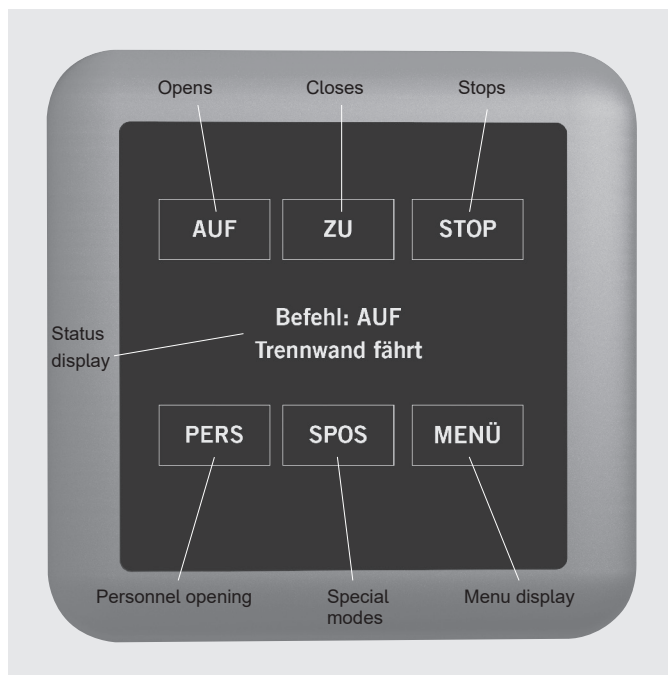 Opens Closes Stops
AUF ZU STOP
Befehl: AUF
Status
Trennwand fährt
display
PERS SPOS MENÜ
Personnel opening Special Menu display
modes